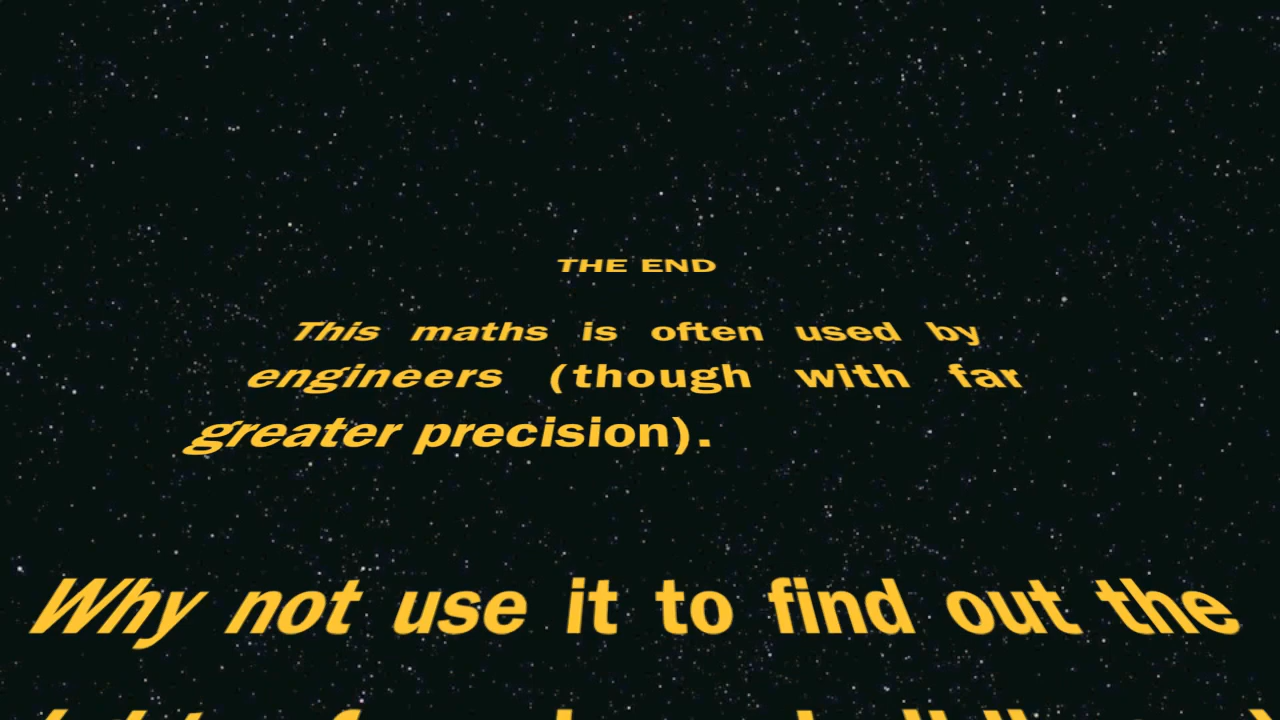 THE END
This maths is often used by
engineers (though with far
greater precision).
Why not use it to find out the